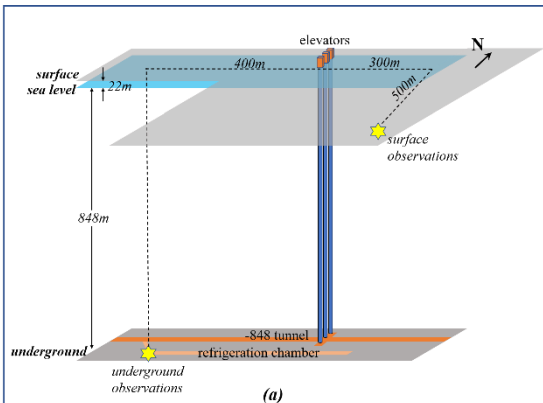 elevators
N
surface
400m
300m
sea level
22m
500m
surface
observations
848m
-848 tunnel
underground
refrigeration chamber
underground
observations
(a)